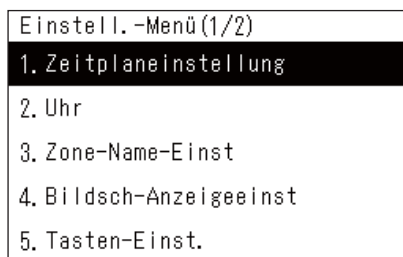 Einstell.-Menü(1/2)
1. Zeitplaneinstellung
2. Uhr
3. Zone-Name-Einst
4. Bildsch-Anzeigeeinst
5. Tasten-Einst.